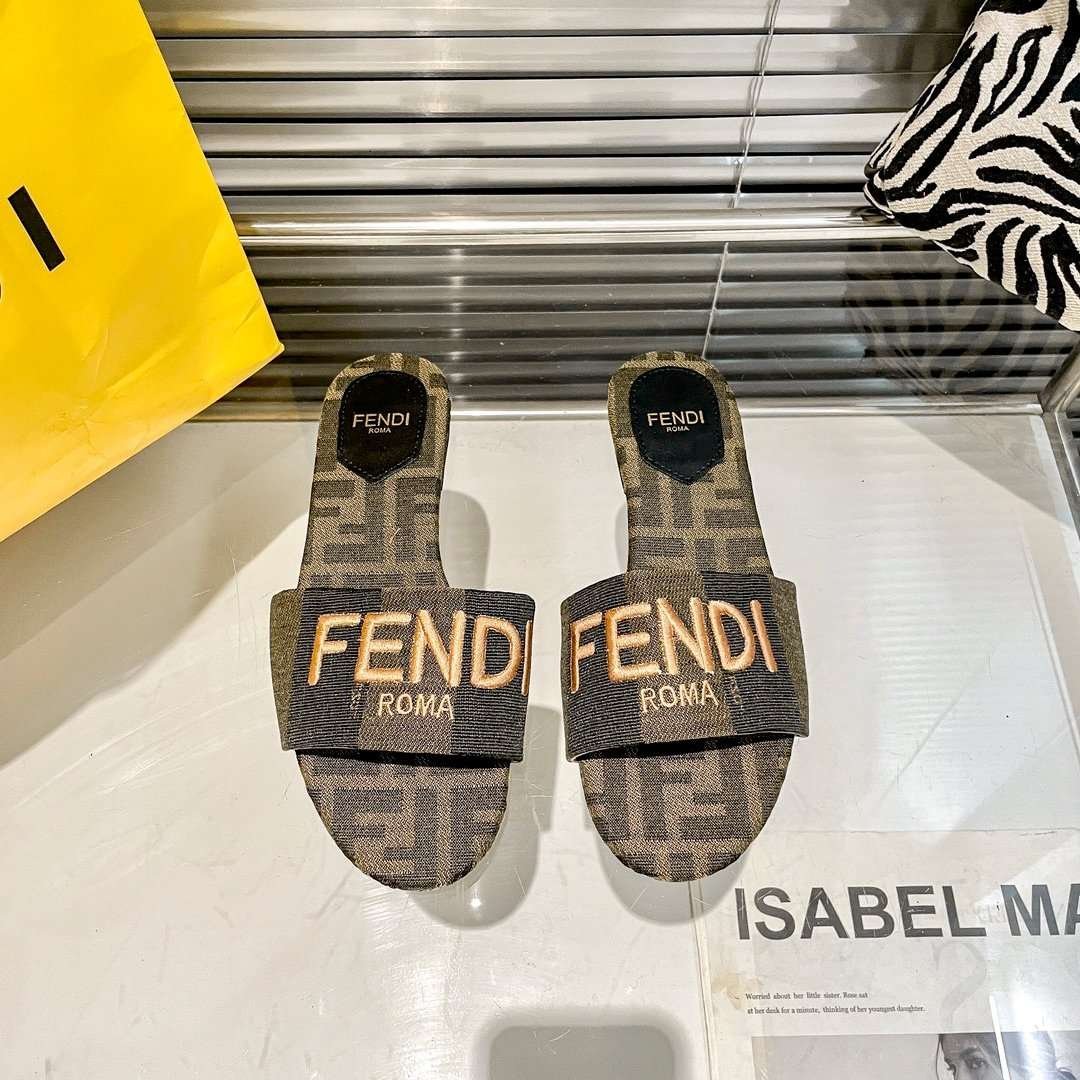 DI
FENDI
ROMA
FENDI
ROMA
FENDI
ROMA
FENDI
ROMA
ISABEL MA
Worried about her little sister. Rose sat
at her desk for a minute, thinking of her youngest daughter.